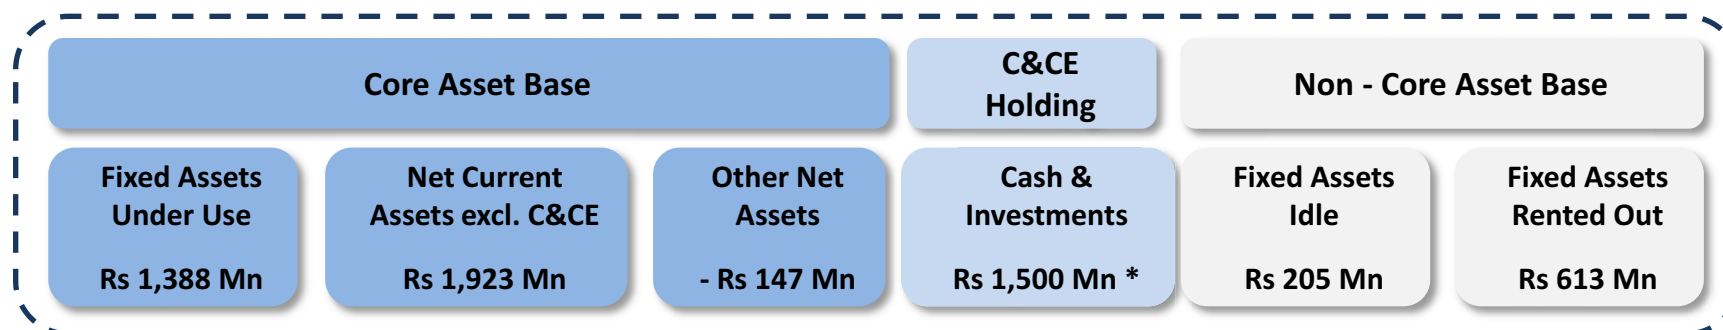 Core Asset Base
C&CE
Holding
Non - Core Asset Base
Fixed Assets
Under Use
Rs 1,388 Mn
Net Current
Assets excl. C&CE
Rs 1,923 Mn
Other Net
Assets
- Rs 147 Mn
Cash &
Investments
Rs 1,500 Mn *
Fixed Assets
Idle
Rs 205 Mn
Fixed Assets
Rented Out
Rs 613 Mn